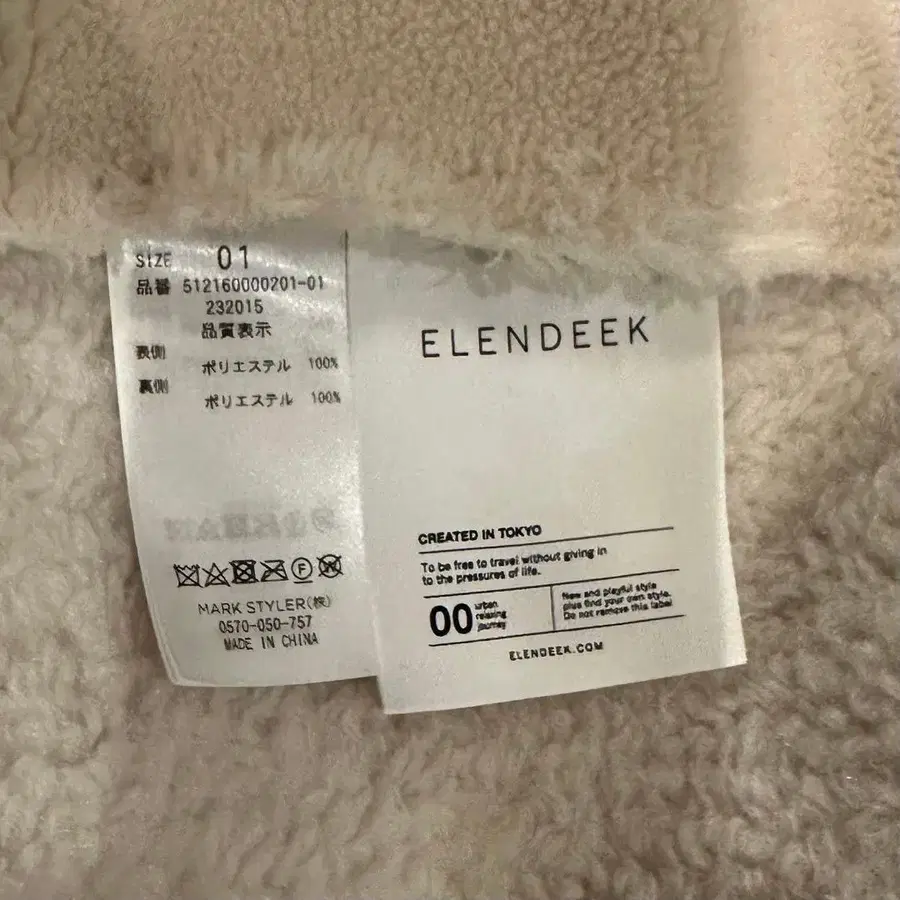 SIZE 01
品番 512160000201-01
232015
品質表示
表側
ポリエステル 100%
裏側
ポリエステル 100%
MARK STYLER(株)
0570-050-757
MADE IN CHINA
ELENDEEK
CREATED IN TOKYO
To be free to travel without giving in
to the pressures of life.
00
urban
relaxing
journey
New and playful style
plus find your own style.
Do not remove this label
ELENDEEK.COM